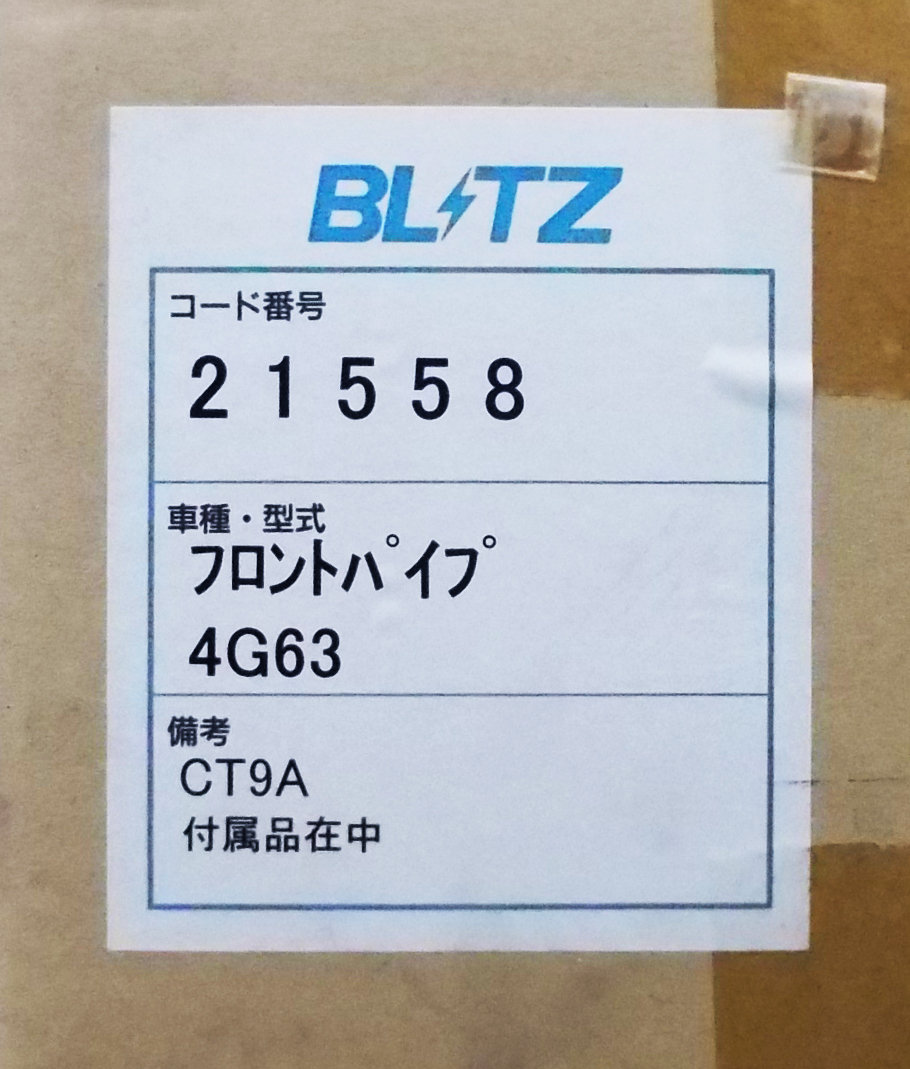 BLITZ
コード番号
21558
車種・型式
フロントパイプ
4G63
備考
CT9A
付属品在中